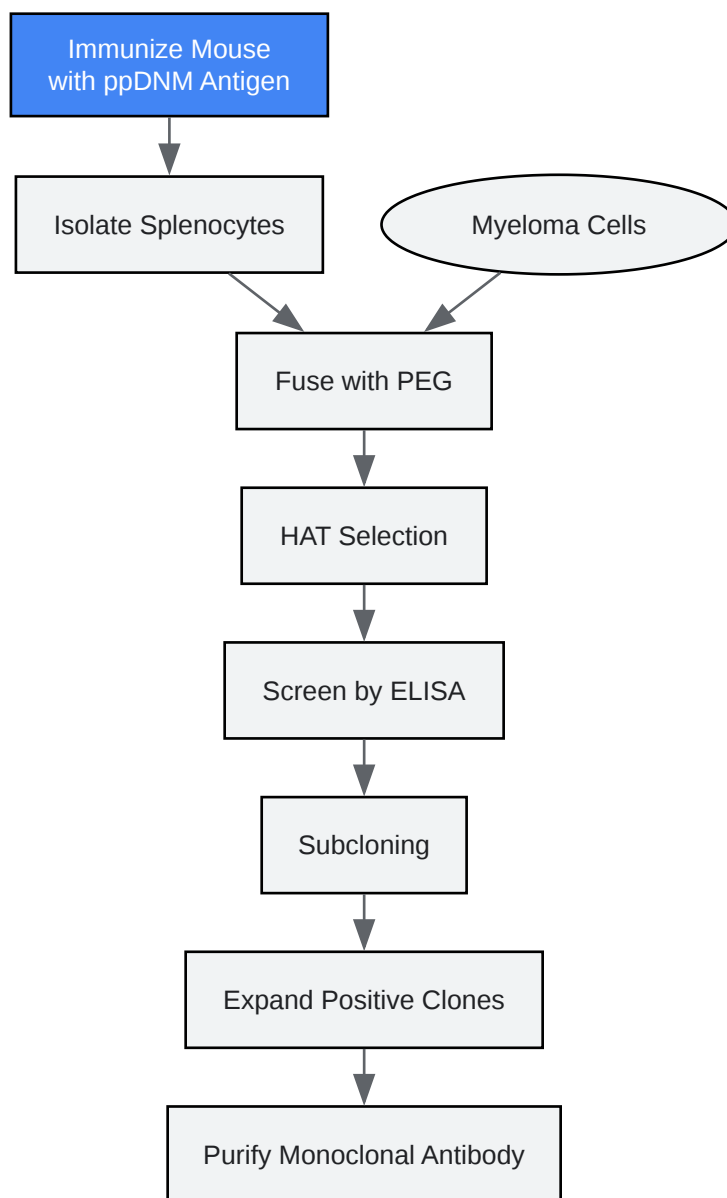 Immunize Mouse
with ppDNM Antigen
Isolate Splenocytes
Myeloma Cells
Fuse with PEG
HAT Selection
Screen by ELISA
Subcloning
Expand Positive Clones
Purify Monoclonal Antibody